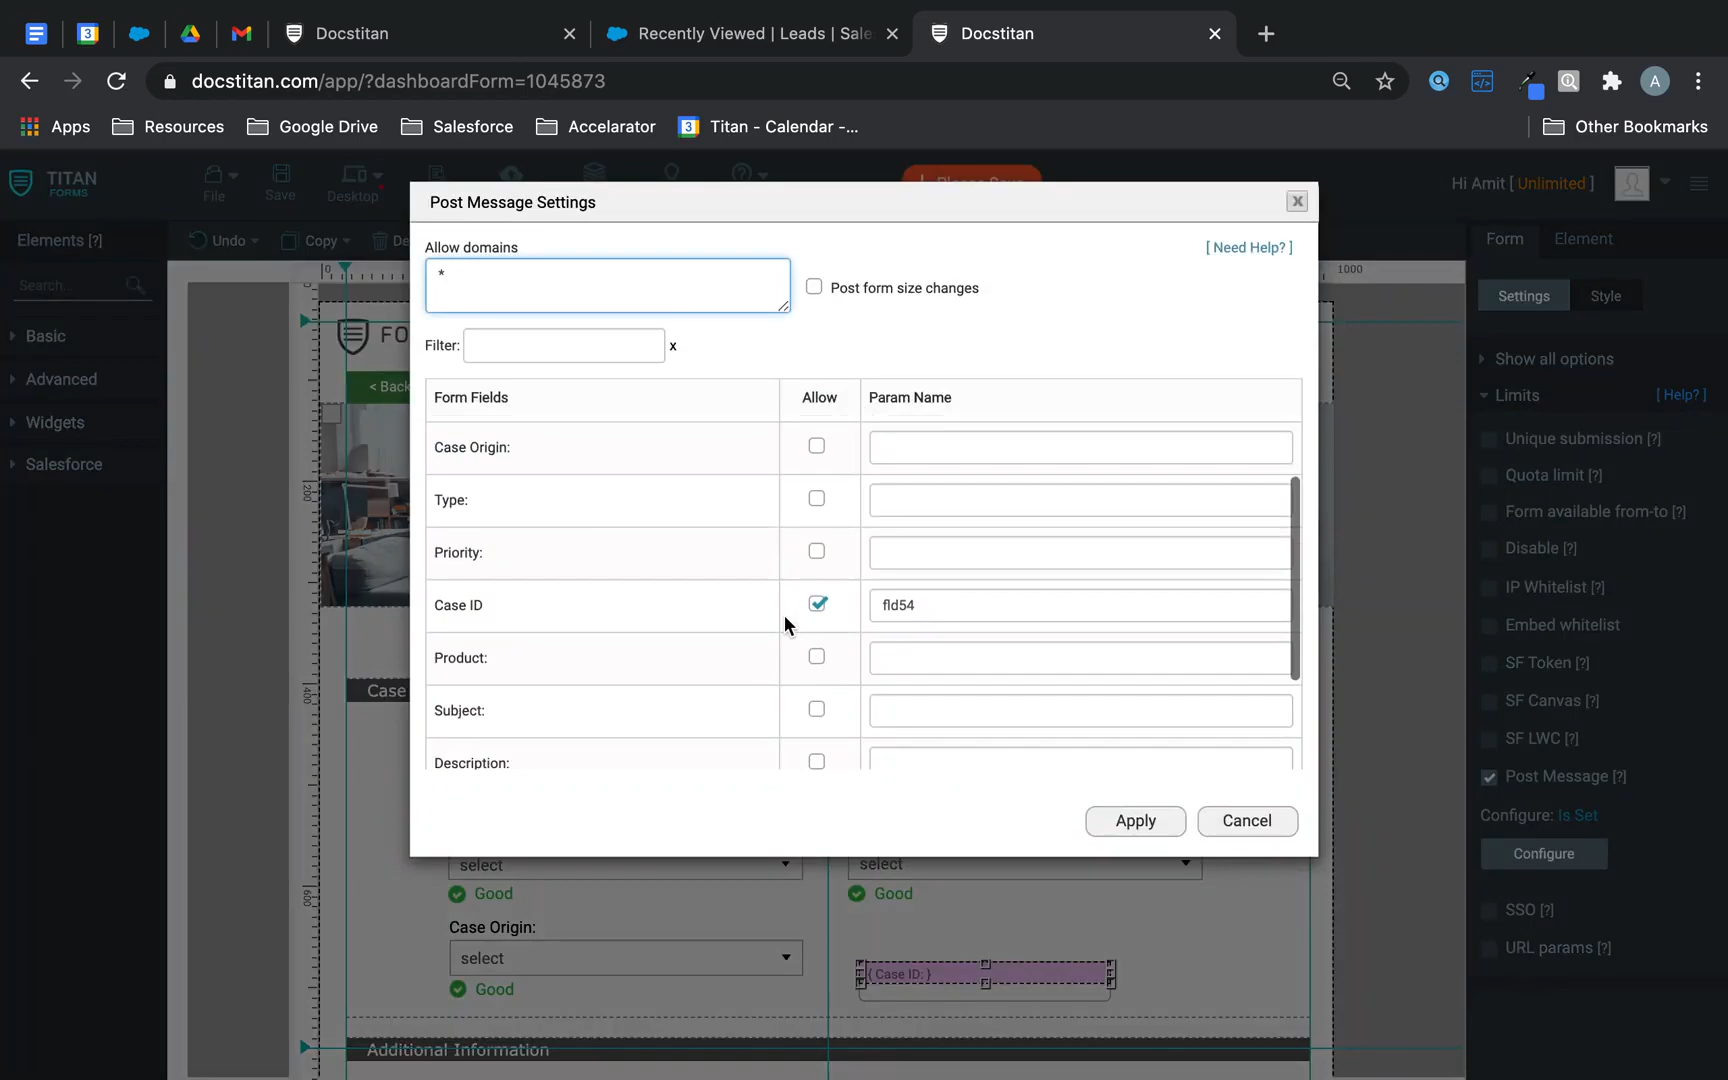 Docstitan
Recently Viewed | Leads | Sale
Docstitan
docstitan.com/app/?dashboardForm=1045873
A
Apps
Resources
Google Drive
Salesforce
Accelarator
Titan - Calendar -...
Other Bookmarks
TITAN
FORMS
File
Save
Desktop
Hi Amit [ Unlimited ]
Elements [?]
Undo
Copy
De
Form
Element
Search...
Basic
Advanced
Widgets
Salesforce
0
1000
200
400
600
FO
< Back
Case
Post Message Settings
X
Allow domains
[ Need Help? ]
*
Post form size changes
Filter:
x
Form Fields
Allow
Param Name
Case Origin:
Type:
Priority:
Case ID
fld54
Product:
Subject:
Description:
Apply
Cancel
select
select
Good
Good
Case Origin:
select
Good
{ Case ID: }
Additional Information
Settings
Style
Show all options
Limits
[ Help? ]
Unique submission [?]
Quota limit [?]
Form available from-to [?]
Disable [?]
IP Whitelist [?]
Embed whitelist
SF Token [?]
SF Canvas [?]
SF LWC [?]
Post Message [?]
Configure: Is Set
Configure
SSO [?]
URL params [?]